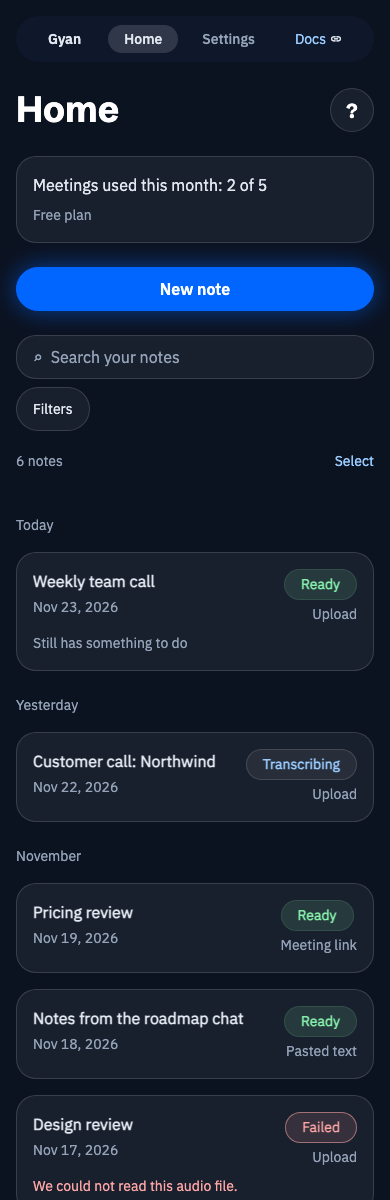 Gyan
Home
Settings
Docs
Home
?
Meetings used this month: 2 of 5
Free plan
New note
Search your notes
Filters
6 notes
Select
Today
Weekly team call
Ready
Nov 23, 2026
Upload
Still has something to do
Yesterday
Customer call: Northwind
Transcribing
Nov 22, 2026
Upload
November
Pricing review
Ready
Nov 19, 2026
Meeting link
Notes from the roadmap chat
Ready
Nov 18, 2026
Pasted text
Design review
Failed
Nov 17, 2026
Upload
We could not read this audio file.